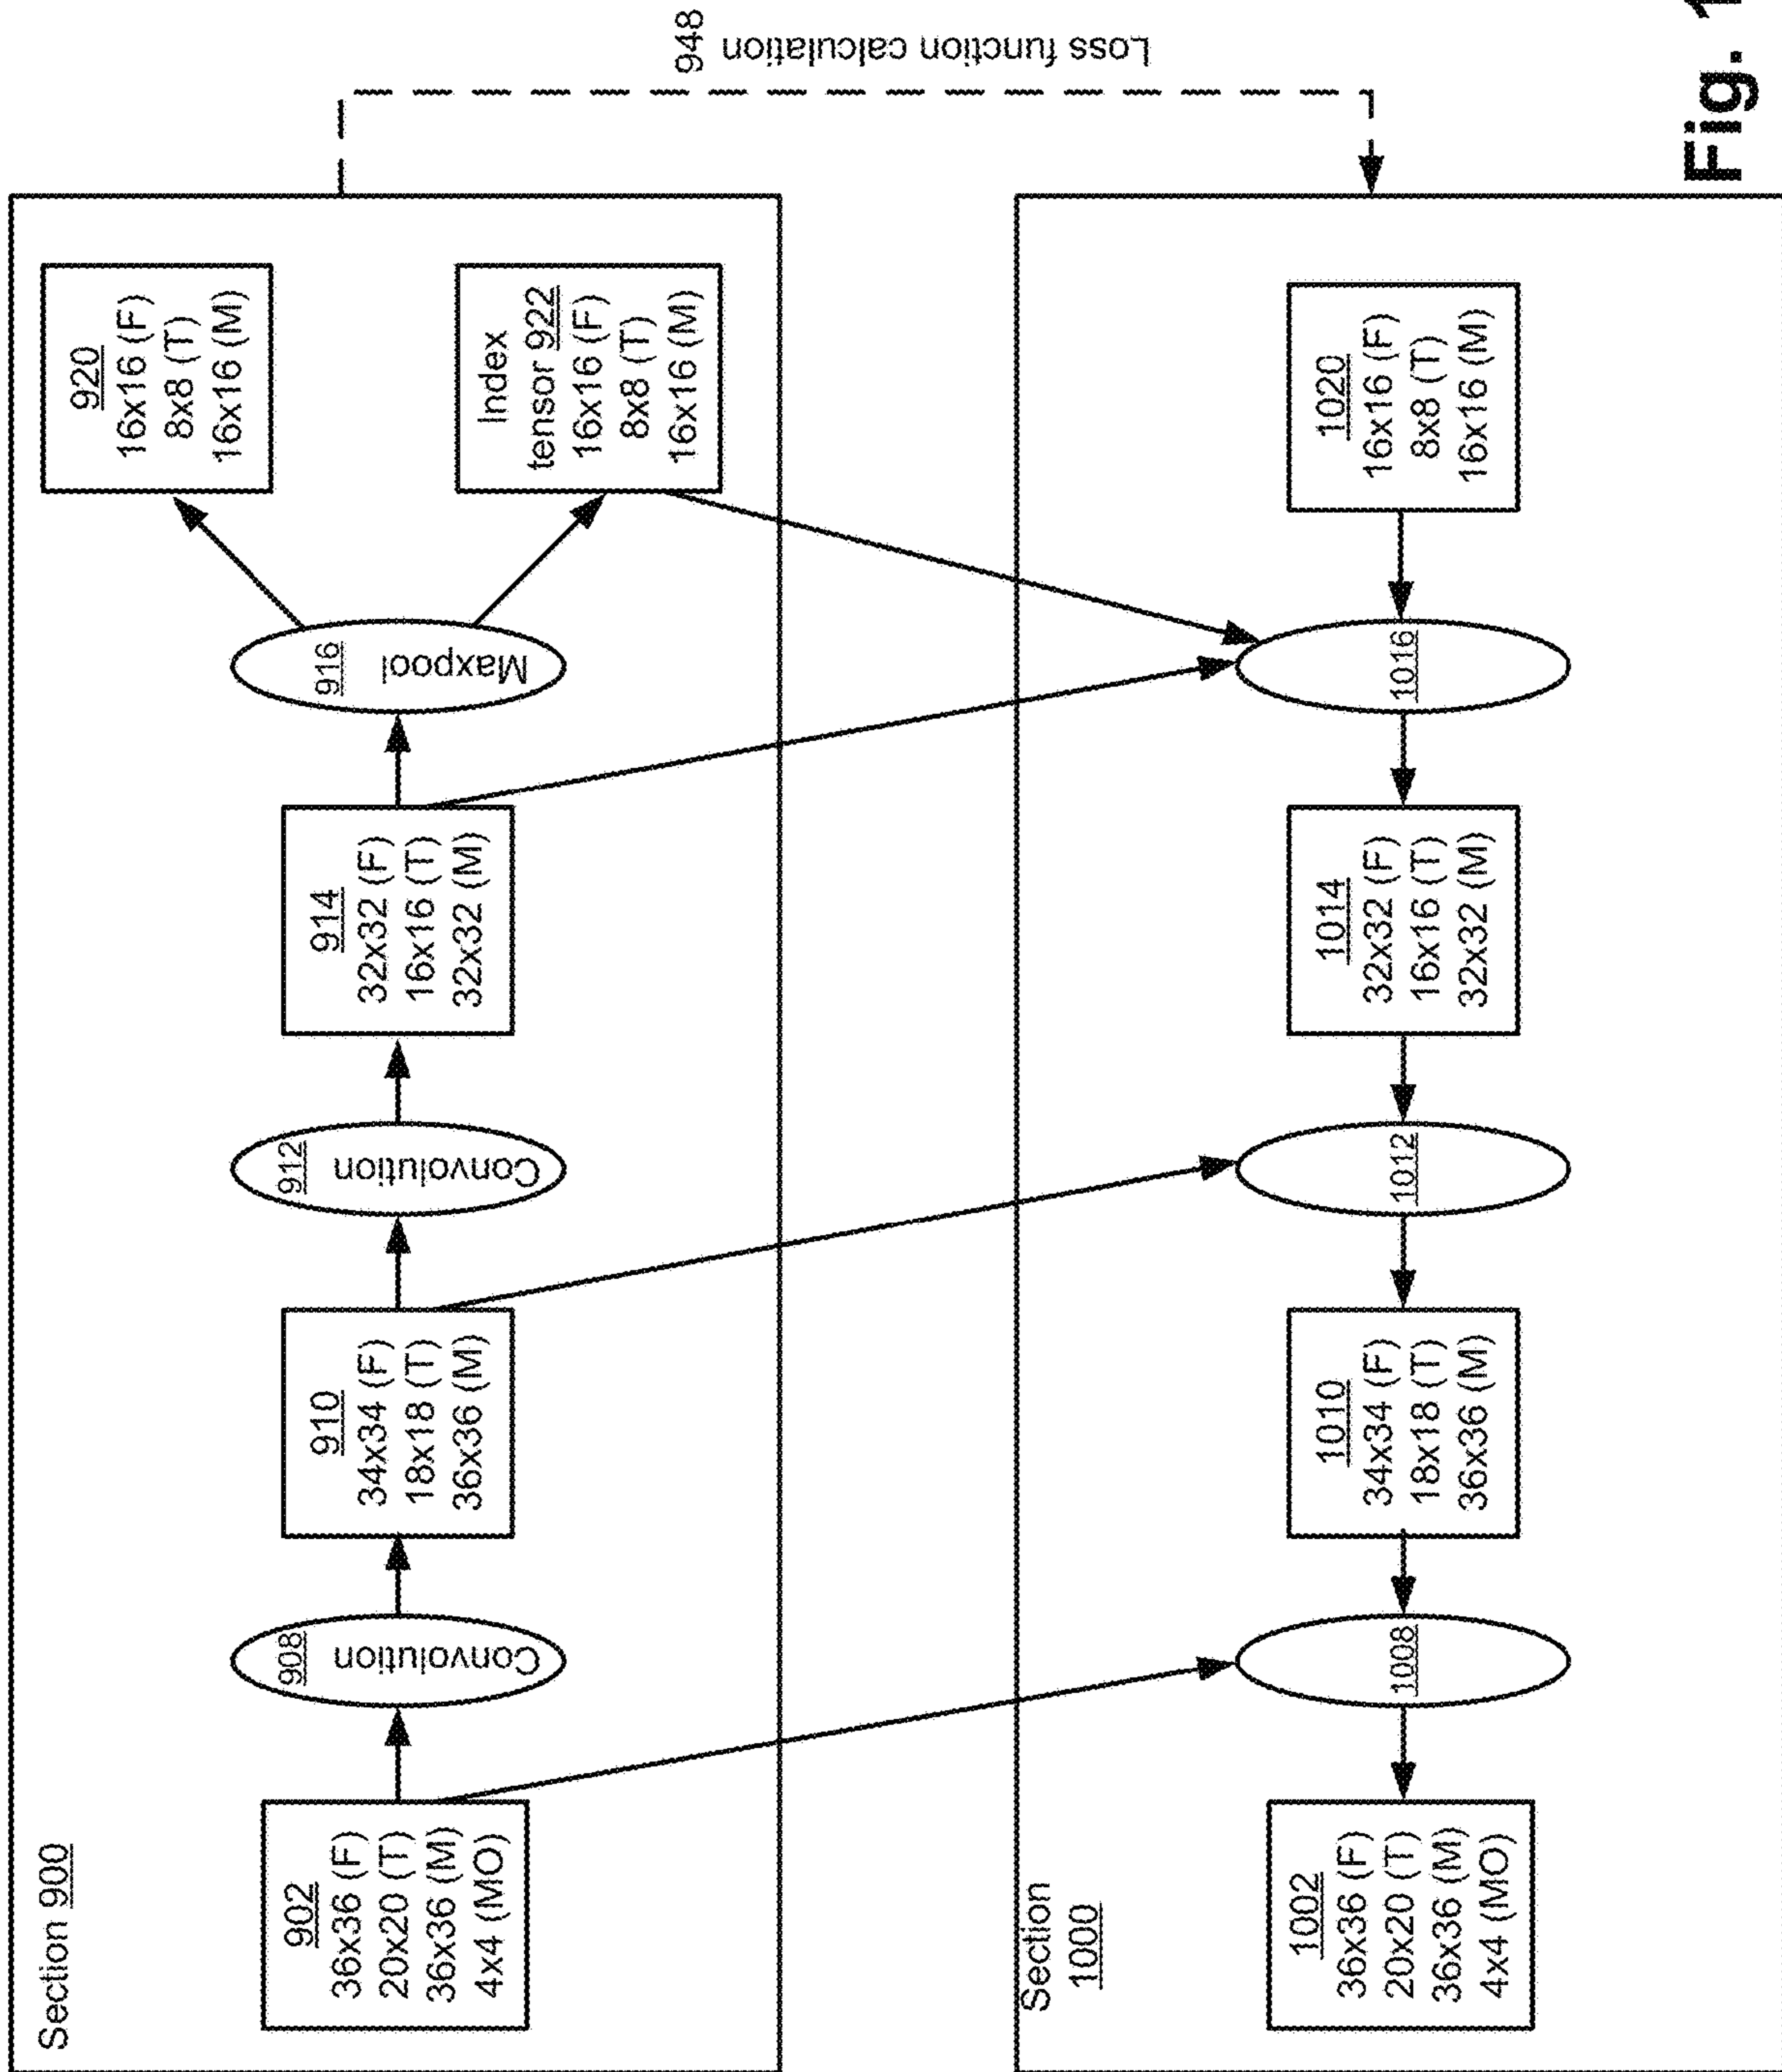 Section 900
902
36x36 (F)
20x20 (T)
36x36 (M)
4x4 (MO)
908
Convolution
910
34x34 (F)
18x18 (T)
36x36 (M)
912
Convolution
914
32x32 (F)
16x16 (T)
32x32 (M)
916
Maxpool
920
16x16 (F)
8x8 (T)
16x16 (M)
Index
tensor 922
16x16 (F)
8x8 (T)
16x16 (M)
948
Loss function calculation
Section
1000
1002
36x36 (F)
20x20 (T)
36x36 (M)
4x4 (MO)
1008
1010
34x34 (F)
18x18 (T)
36x36 (M)
1012
1014
32x32 (F)
16x16 (T)
32x32 (M)
1016
1020
16x16 (F)
8x8 (T)
16x16 (M)
Fig.